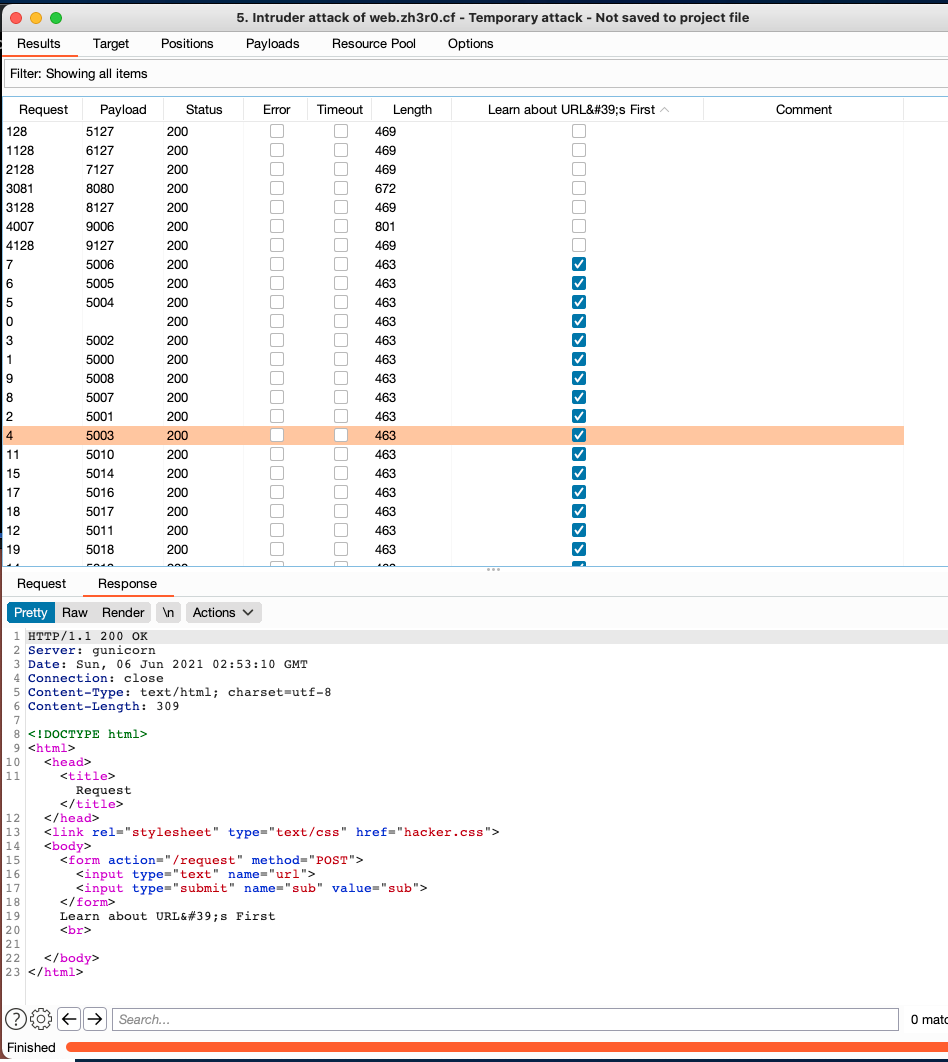 5. Intruder attack of web.zh3r0.cf - Temporary attack - Not saved to project file
Results Target Positions Payloads Resource Pool Options
Filter: Showing all items
Request Payload Status Error Timeout Length Learn about URL&#39;s First Comment
128 5127 200 469
1128 6127 200 469
2128 7127 200 469
3081 8080 200 672
3128 8127 200 469
4007 9006 200 801
4128 9127 200 469
7 5006 200 463
6 5005 200 463
5 5004 200 463
0 200 463
3 5002 200 463
1 5000 200 463
9 5008 200 463
8 5007 200 463
2 5001 200 463
4 5003 200 463
11 5010 200 463
15 5014 200 463
17 5016 200 463
18 5017 200 463
12 5011 200 463
19 5018 200 463
Request Response
Pretty Raw Render \n Actions
1 HTTP/1.1 200 OK
2 Server: gunicorn
3 Date: Sun, 06 Jun 2021 02:53:10 GMT
4 Connection: close
5 Content-Type: text/html; charset=utf-8
6 Content-Length: 309
7
8 <!DOCTYPE html>
9 <html>
10 <head>
11 <title>
Request
</title>
12 </head>
13 <link rel="stylesheet" type="text/css" href="hacker.css">
14 <body>
15 <form action="/request" method="POST">
16 <input type="text" name="url">
17 <input type="submit" name="sub" value="sub">
18 </form>
19 Learn about URL&#39;s First
20 <br>
21
22 </body>
23 </html>
? Search... 0 matc
Finished